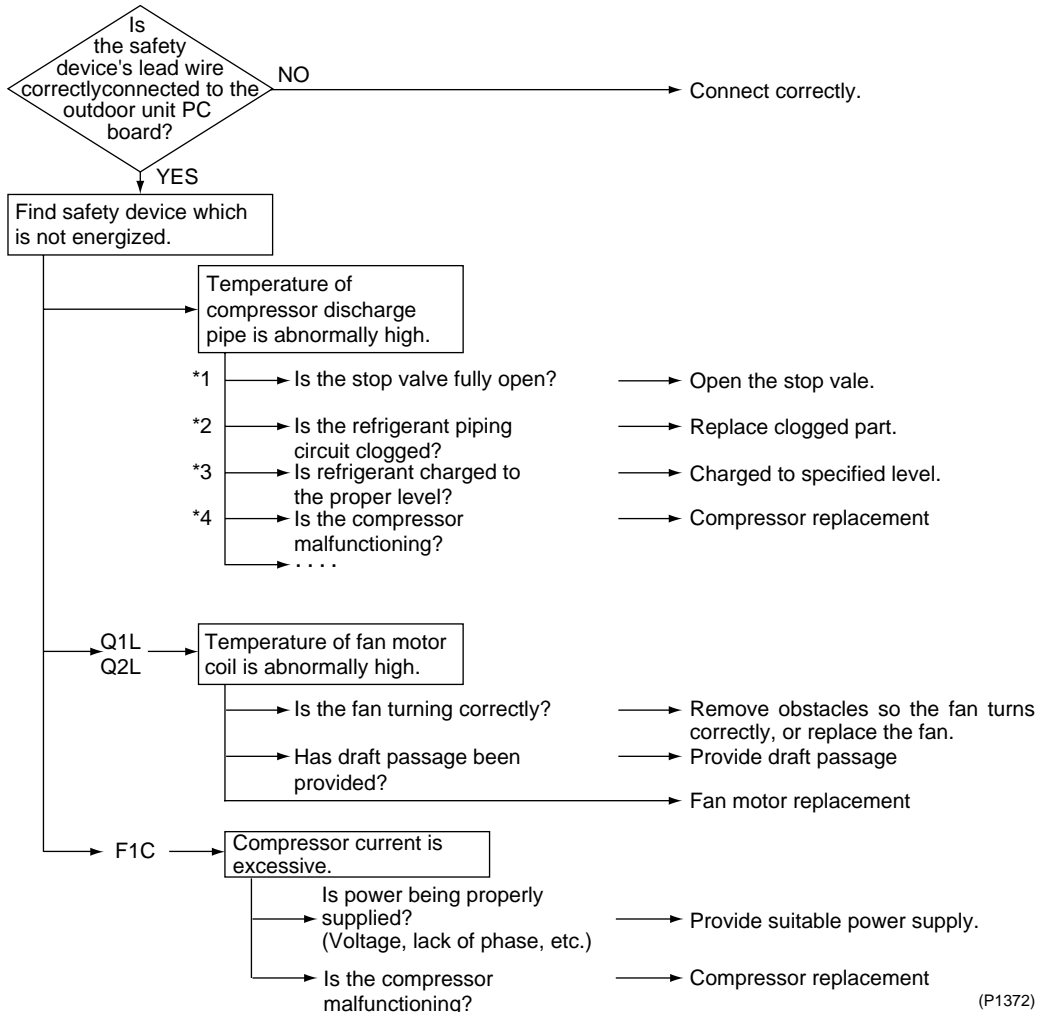 Is
the safety
device's lead wire
correctlyconnected to the
outdoor unit PC
board?
NO
Connect correctly.
YES
Find safety device which
is not energized.
Temperature of
compressor discharge
pipe is abnormally high.
*1
Is the stop valve fully open?
Open the stop vale.
*2
Is the refrigerant piping
circuit clogged?
Replace clogged part.
*3
Is refrigerant charged to
the proper level?
Charged to specified level.
*4
Is the compressor
malfunctioning?
Compressor replacement
. . . .
Q1L
Q2L
Temperature of fan motor
coil is abnormally high.
Is the fan turning correctly?
Remove obstacles so the fan turns
correctly, or replace the fan.
Has draft passage been
provided?
Provide draft passage
Fan motor replacement
F1C
Compressor current is
excessive.
Is power being properly
supplied?
(Voltage, lack of phase, etc.)
Provide suitable power supply.
Is the compressor
malfunctioning?
Compressor replacement
(P1372)